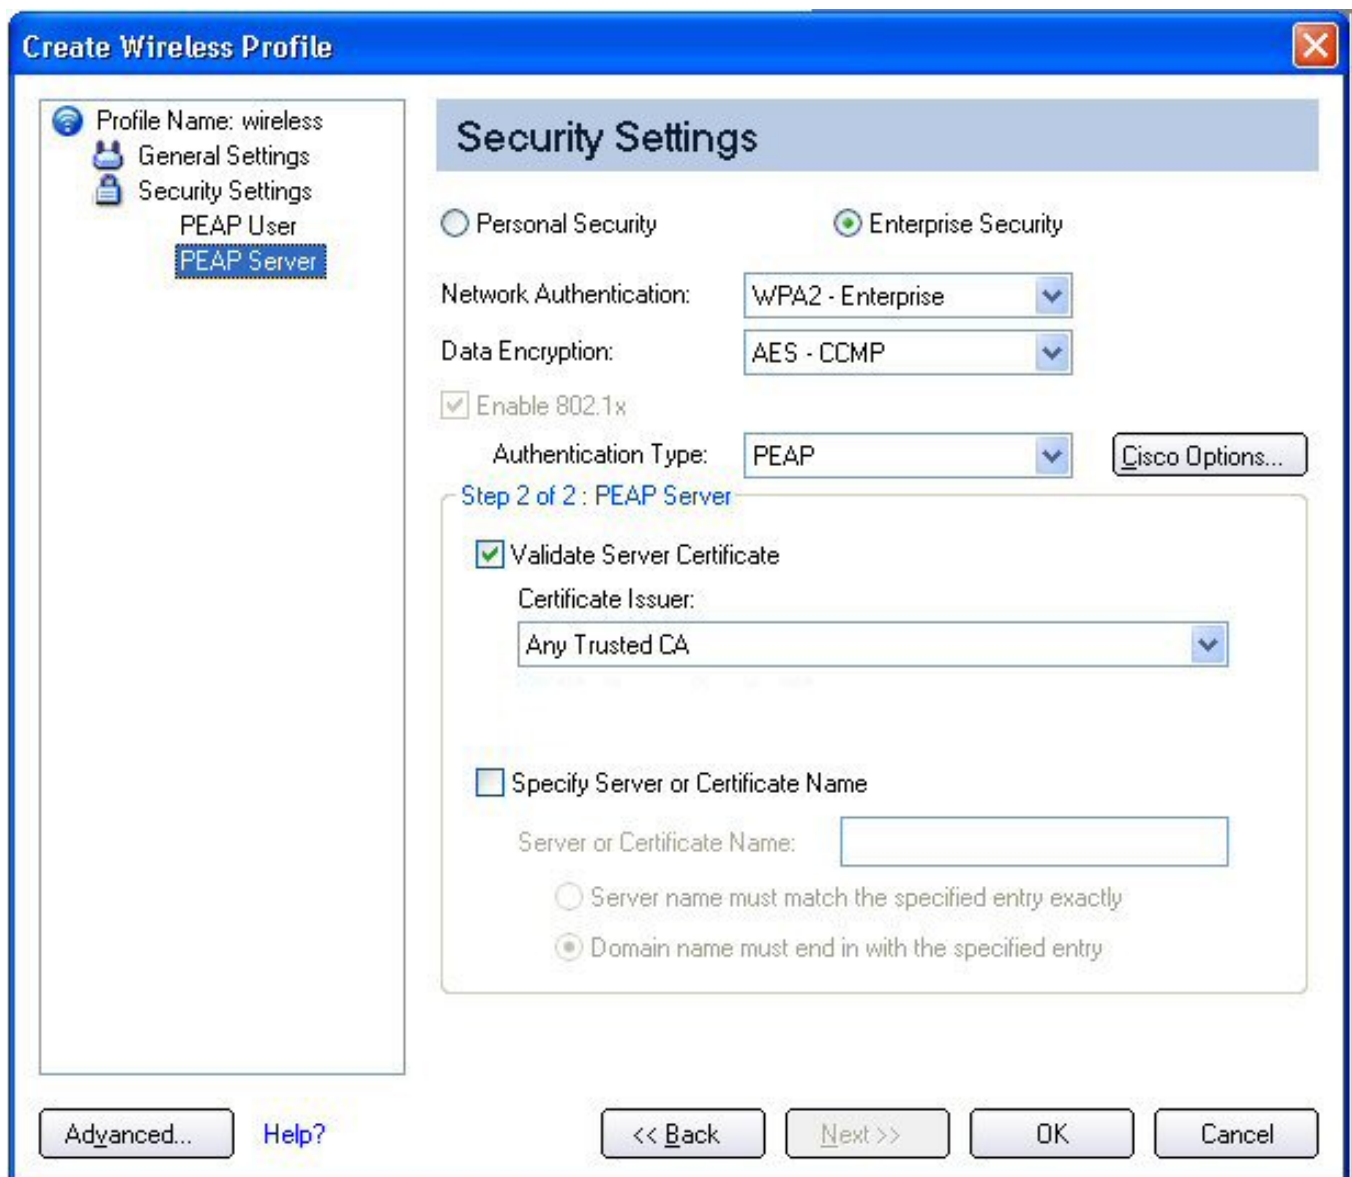 Create Wireless Profile
Profile Name: wireless
General Settings
Security Settings
PEAP User
PEAP Server
Security Settings
Personal Security
Enterprise Security
Network Authentication:
WPA2 - Enterprise
Data Encryption:
AES - CCMP
Enable 802.1x
Authentication Type:
PEAP
Cisco Options...
Step 2 of 2 : PEAP Server
Validate Server Certificate
Certificate Issuer:
Any Trusted CA
Specify Server or Certificate Name
Server or Certificate Name:
Server name must match the specified entry exactly
Domain name must end in with the specified entry
Advanced...
Help?
<< Back
Next >>
OK
Cancel